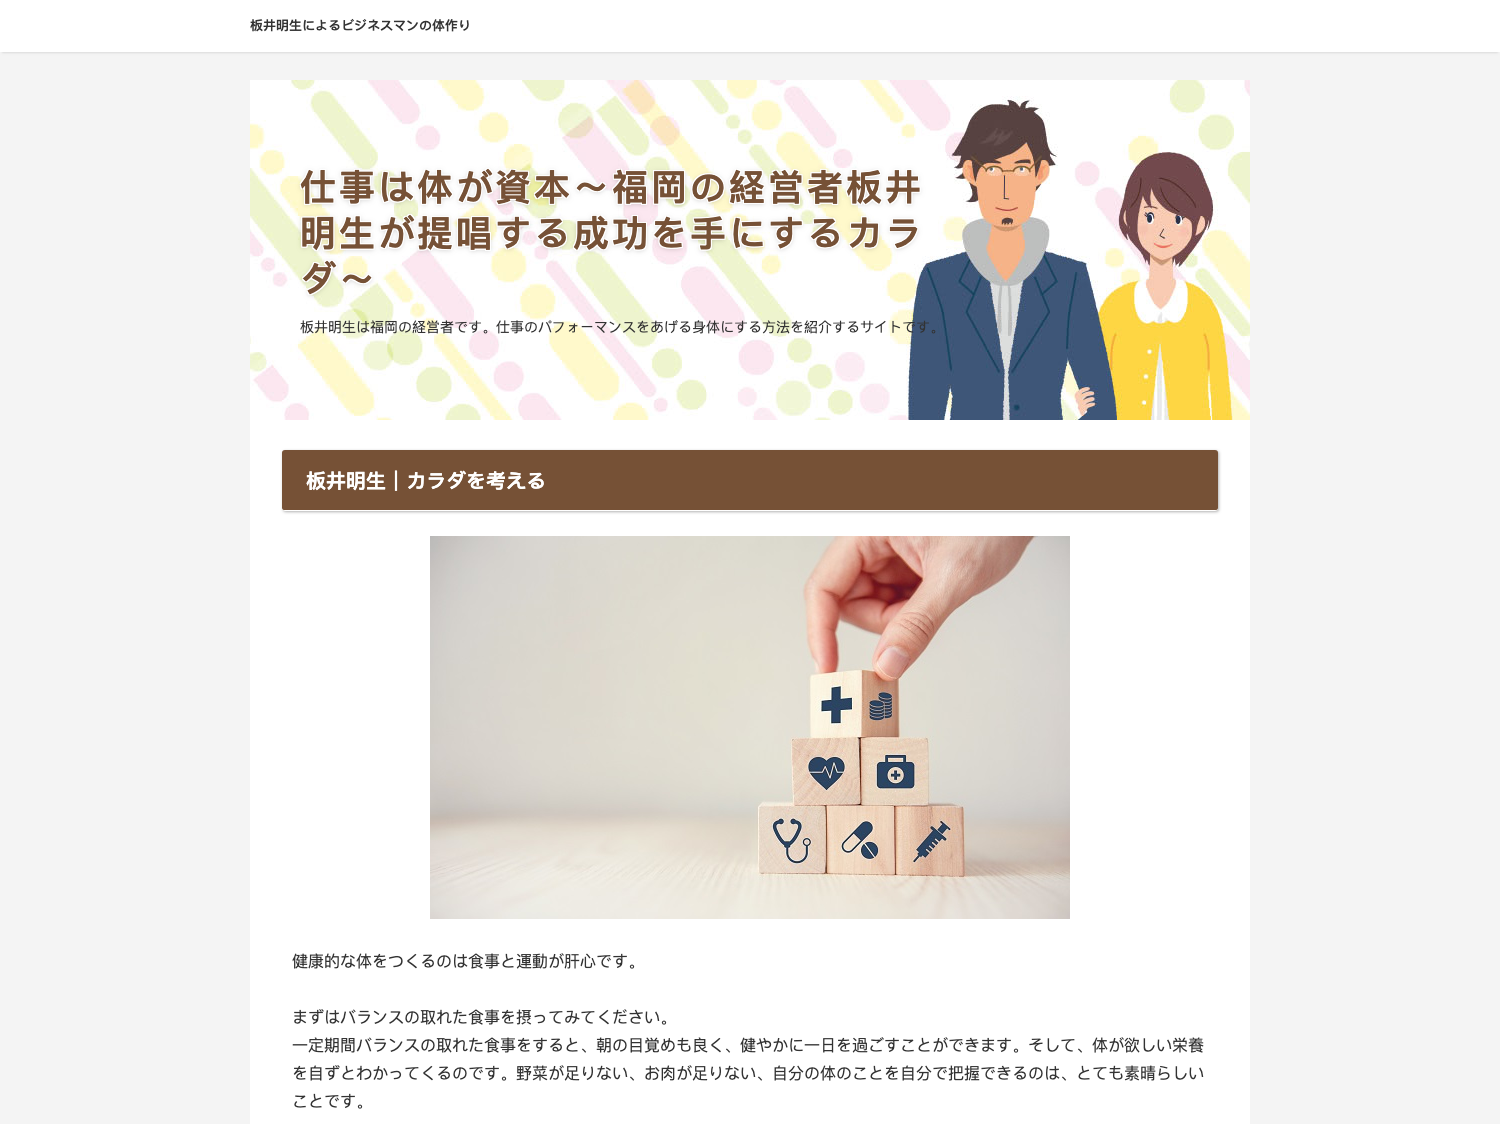 板井明生によるビジネスマンの体作り
仕事は体が資本～福岡の経営者板井
明生が提唱する成功を手にするカラ
ダ～
板井明生は福岡の経営者です。仕事のパフォーマンスをあげる身体にする方法を紹介するサイトです。
板井明生｜カラダを考える
健康的な体をつくるのは食事と運動が肝心です。
まずはバランスの取れた食事を摂ってみてください。
一定期間バランスの取れた食事をすると、朝の目覚めも良く、健やかに一日を過ごすことができます。そして、体が欲しい栄養
を自ずとわかってくるのです。野菜が足りない、お肉が足りない、自分の体のことを自分で把握できるのは、とても素晴らしい
ことです。